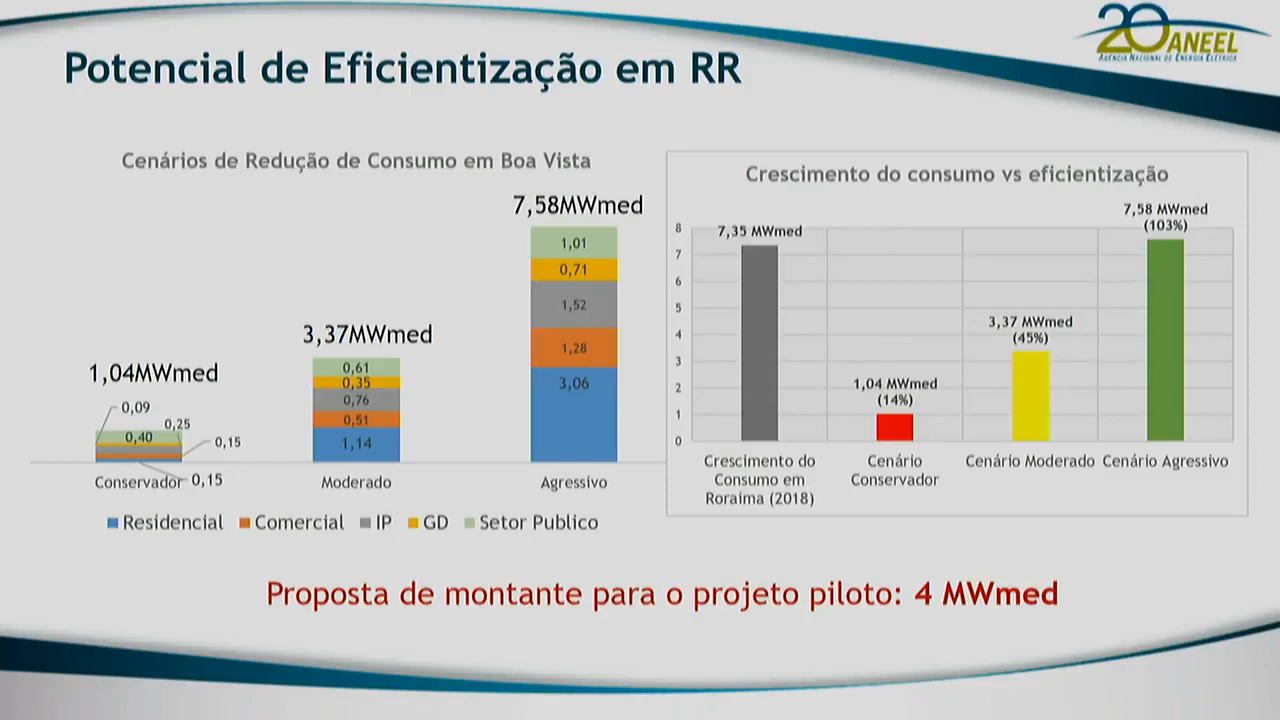 20 ANEEL
AGÊNCIA NACIONAL DE ENERGIA ELÉTRICA
Potencial de Eficientização em RR
Cenários de Redução de Consumo em Boa Vista
7,58MWmed
1,01
0,71
1,52
1,28
3,06
3,37MWmed
0,61
0,35
0,76
0,51
1,14
1,04MWmed
0,09
0,25
0,40
0,15
0,15
Conservador
Moderado
Agressivo
Residencial
Comercial
IP
GD
Setor Publico
Crescimento do consumo vs eficientização
8
7
6
5
4
3
2
1
0
7,35 MWmed
1,04 MWmed
(14%)
3,37 MWmed
(45%)
7,58 MWmed
(103%)
Crescimento do
Consumo em
Roraima (2018)
Cenário
Conservador
Cenário Moderado
Cenário Agressivo
Proposta de montante para o projeto piloto: 4 MWmed